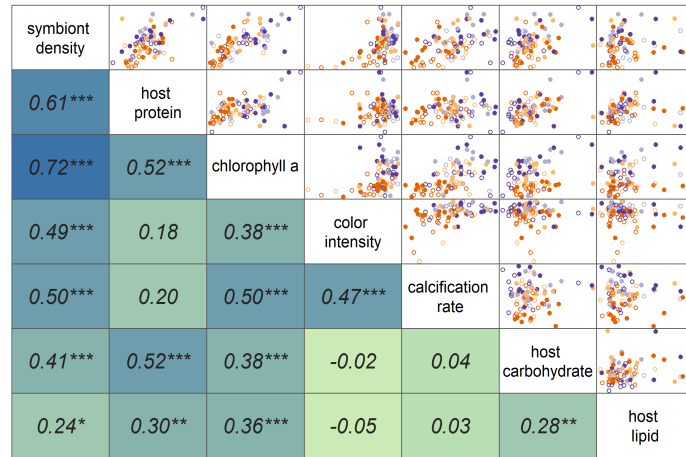 symbiont
density
0.61***
host
protein
0.72***
0.52***
chlorophyll a
0.49***
0.18
0.38***
color
intensity
0.50***
0.20
0.50***
0.47***
calcification
rate
0.41***
0.52***
0.38***
-0.02
0.04
host
carbohydrate
0.24*
0.30**
0.36***
-0.05
0.03
0.28**
host
lipid